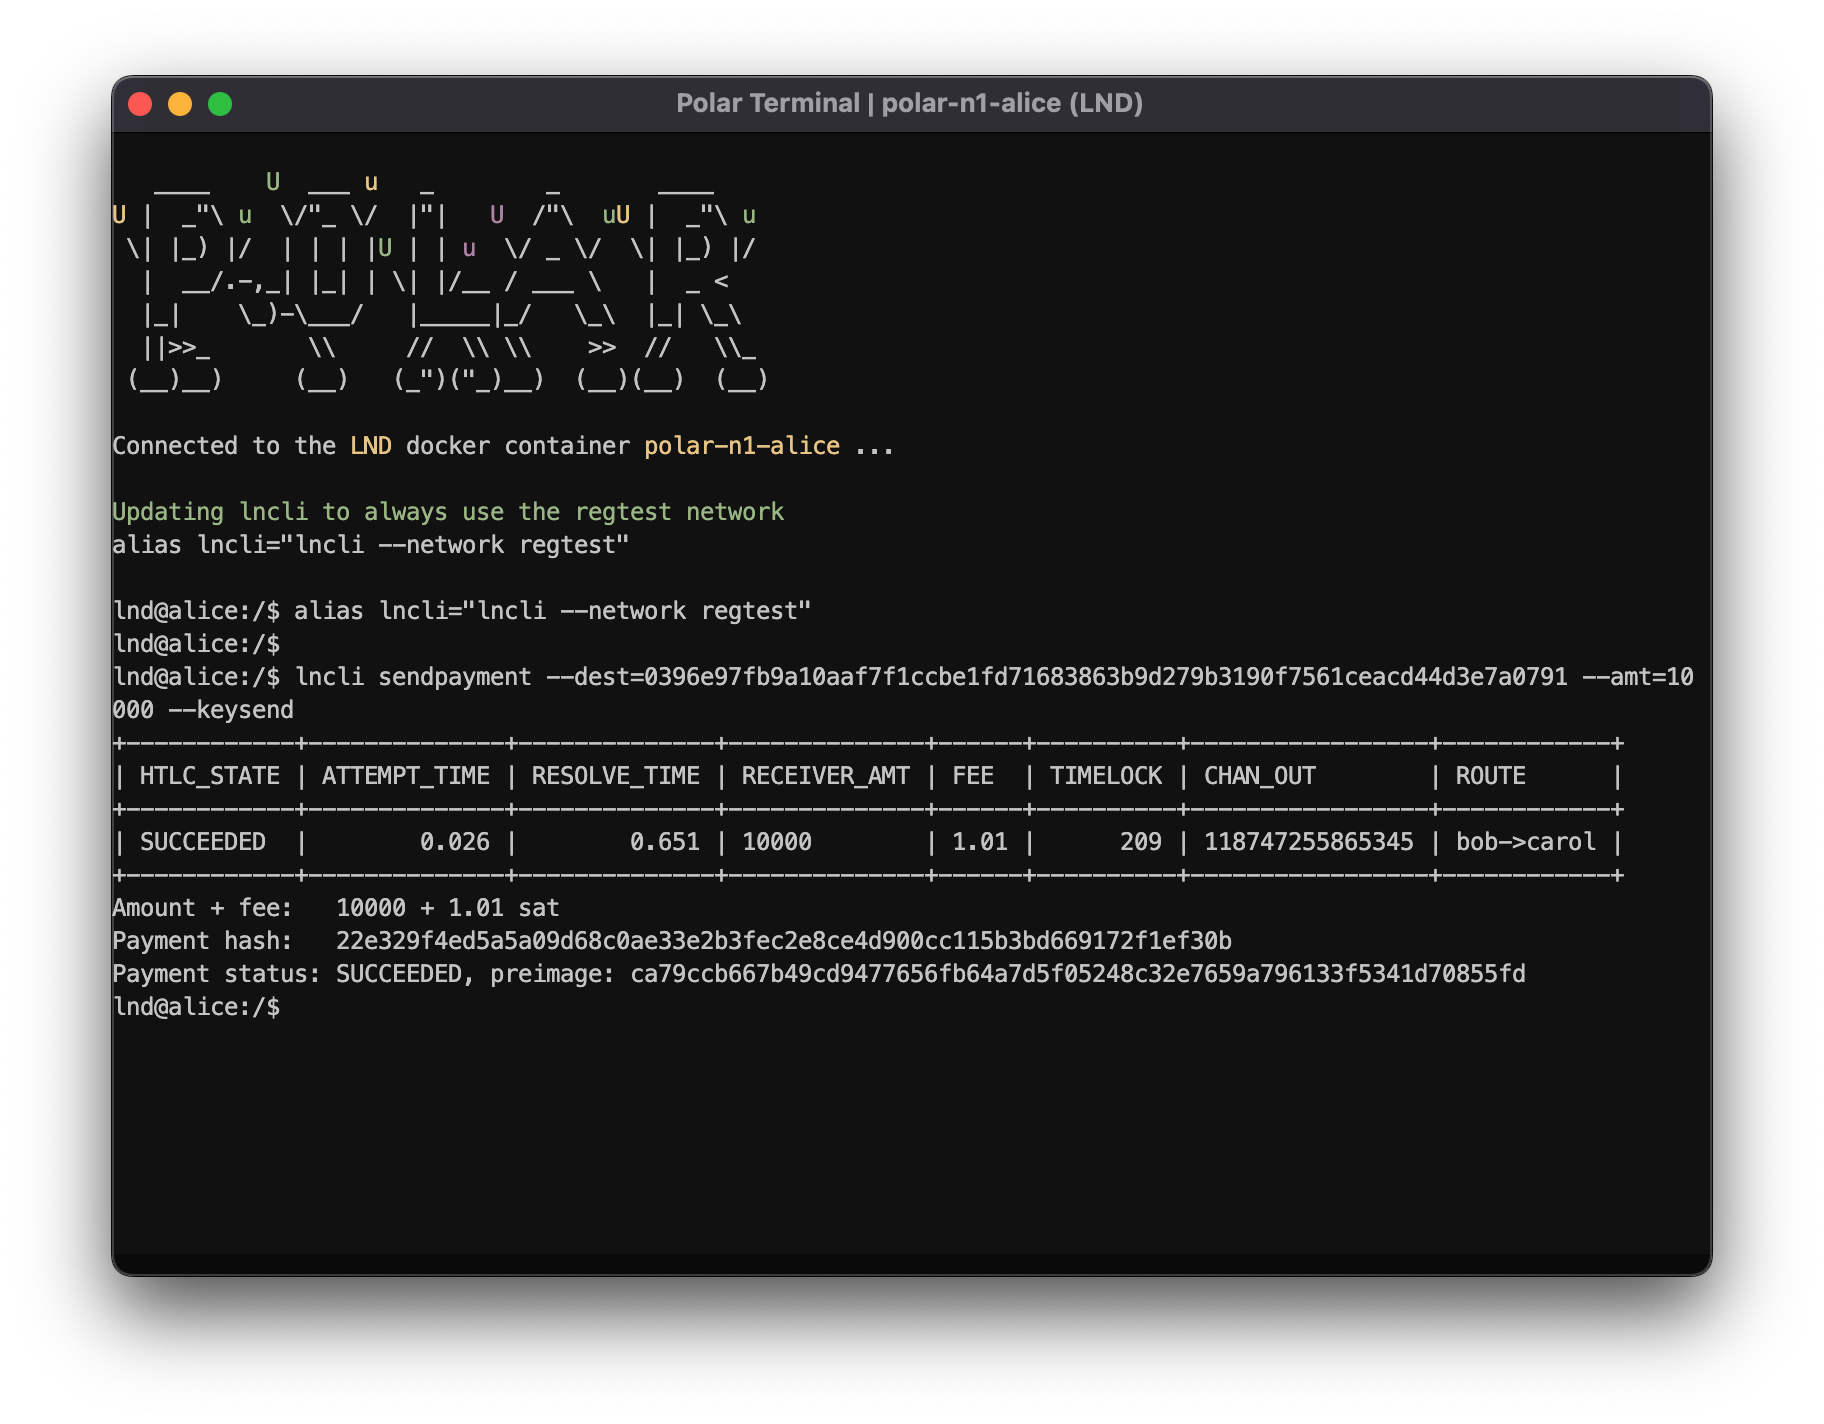 Polar Terminal | polar-n1-alice (LND)
   ____    U  ___ u   _        _       ____
U |  _"\ u  \/"_ \/  |"|   U  /"\  uU |  _"\ u
 \| |_) |/  | | | |U | | u  \/ _ \/  \| |_) |/
  |  __/.-,_| |_| | \| |/__ / ___ \   |  _ <
  |_|    \_)-\___/   |_____|_/   \_\  |_| \_\
  ||>>_       \\     //  \\ \\    >>  //   \\_
 (__)__)     (__)   (_")("_)__)  (__)(__)  (__)
Connected to the LND docker container polar-n1-alice ...
Updating lncli to always use the regtest network
alias lncli="lncli --network regtest"
lnd@alice:/$ alias lncli="lncli --network regtest"
lnd@alice:/$
lnd@alice:/$ lncli sendpayment --dest=0396e97fb9a10aaf7f1ccbe1fd71683863b9d279b3190f7561ceacd44d3e7a0791 --amt=10
000 --keysend
+------------+--------------+--------------+--------------+------+----------+-----------------+------------+
| HTLC_STATE | ATTEMPT_TIME | RESOLVE_TIME | RECEIVER_AMT | FEE  | TIMELOCK | CHAN_OUT        | ROUTE      |
+------------+--------------+--------------+--------------+------+----------+-----------------+------------+
| SUCCEEDED  |        0.026 |        0.651 | 10000        | 1.01 |      209 | 118747255865345 | bob->carol |
+------------+--------------+--------------+--------------+------+----------+-----------------+------------+
Amount + fee:   10000 + 1.01 sat
Payment hash:   22e329f4ed5a5a09d68c0ae33e2b3fec2e8ce4d900cc115b3bd669172f1ef30b
Payment status: SUCCEEDED, preimage: ca79ccb667b49cd9477656fb64a7d5f05248c32e7659a796133f5341d70855fd
lnd@alice:/$